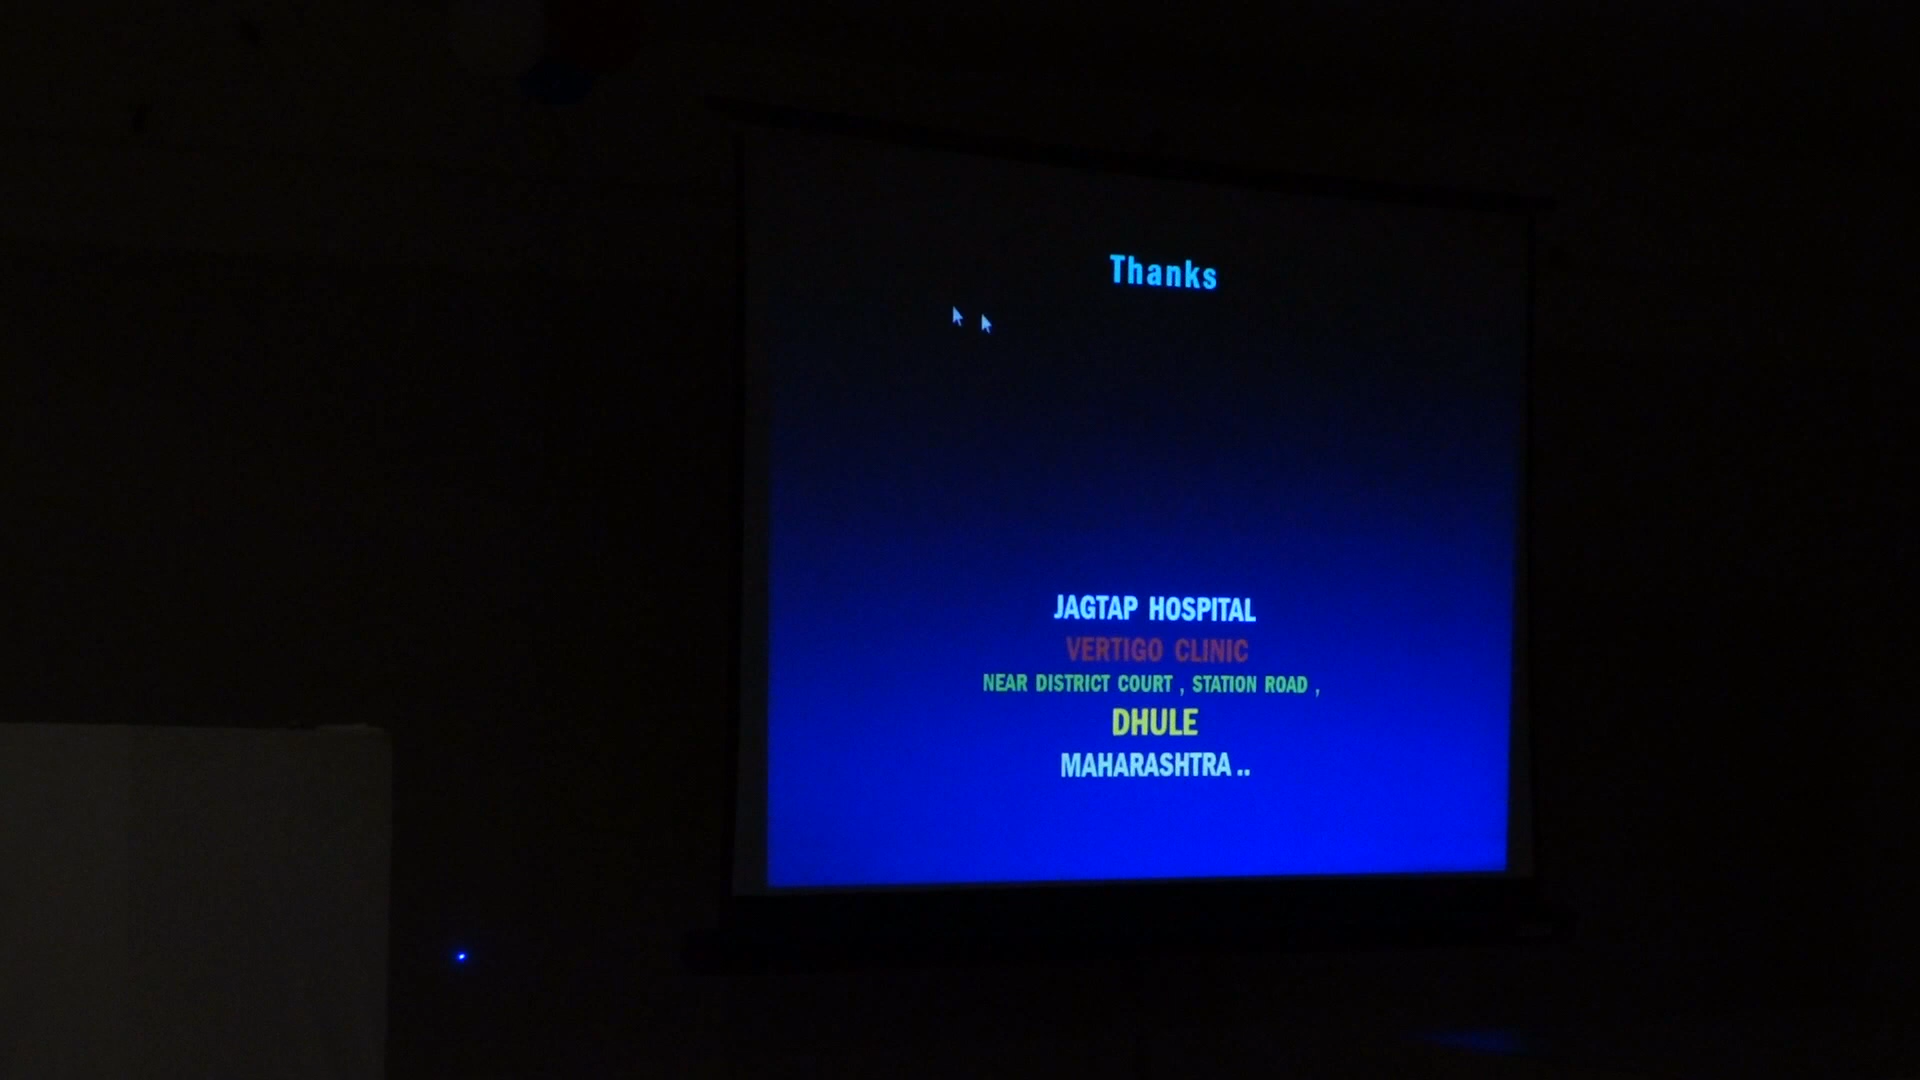 Thanks
JAGTAP HOSPITAL
VERTIGO CLINIC
NEAR DISTRICT COURT , STATION ROAD ,
DHULE
MAHARASHTRA ..